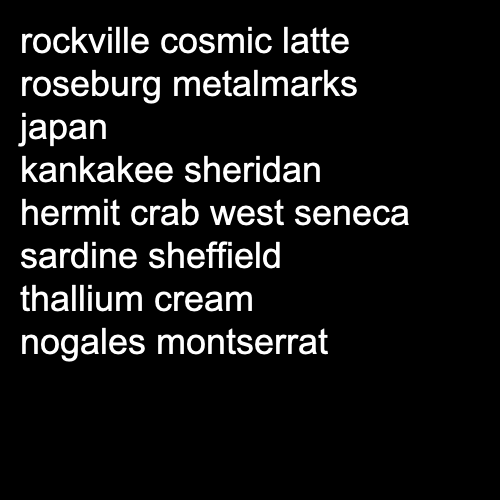 rockville cosmic latte
roseburg metalmarks
japan
kankakee sheridan
hermit crab west seneca
sardine sheffield
thallium cream
nogales montserrat